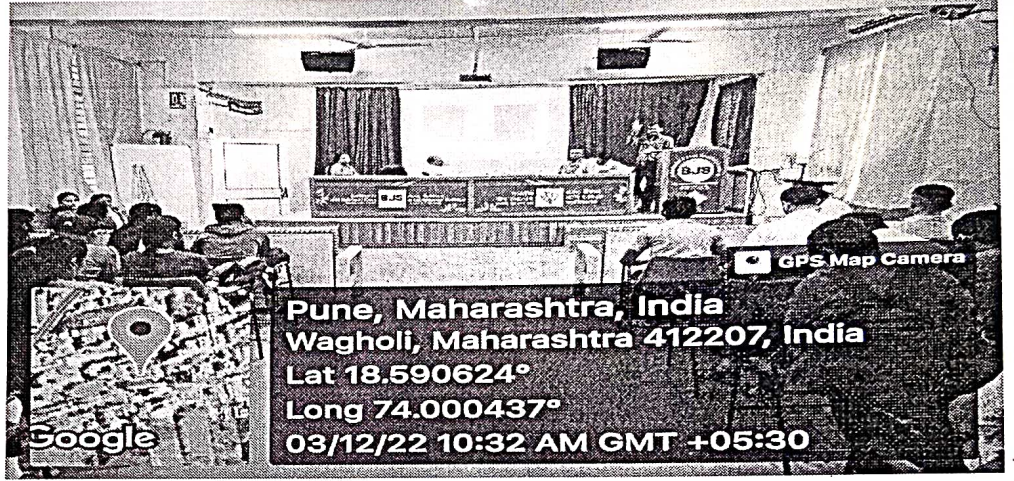 BJS
BJS
GPS Map Camera
Pune, Maharashtra, India
Wagholi, Maharashtra 412207, India
Lat 18.590624°
Long 74.000437°
03/12/22 10:32 AM GMT +05:30
Google